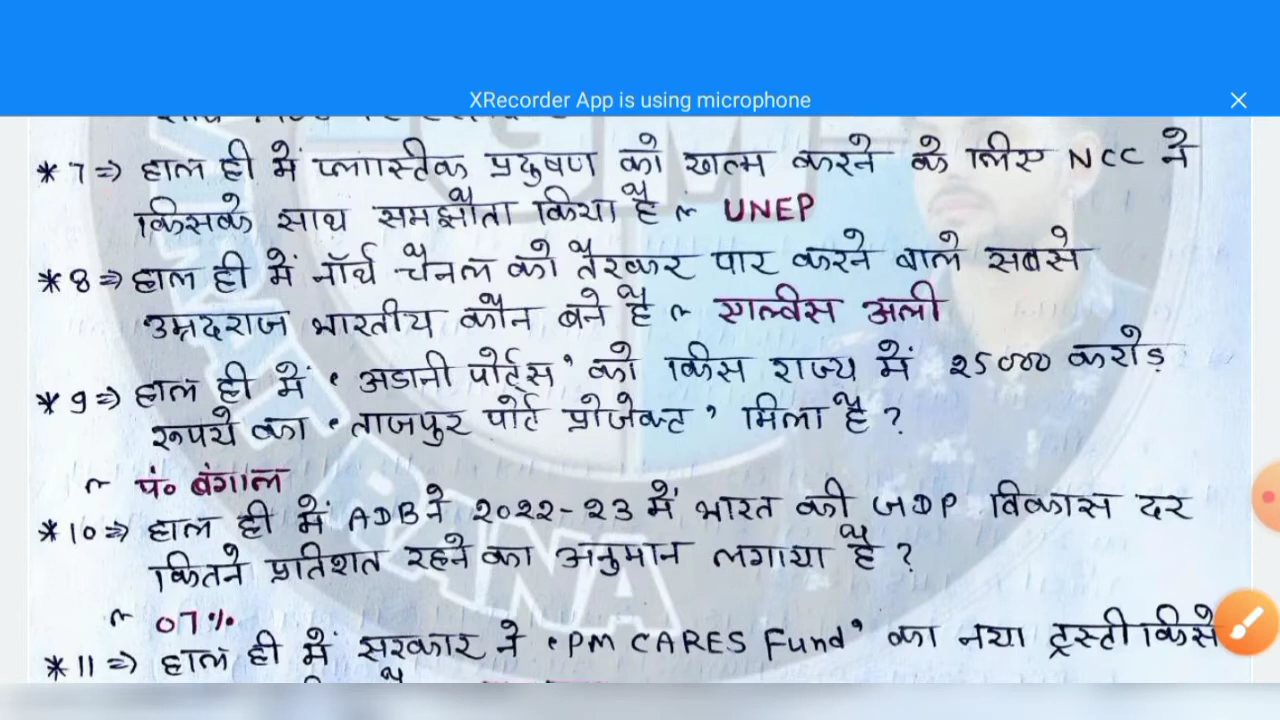 XRecorder App is using microphone
*7⇒ हाल ही में प्लास्तिक प्रदुषण को खत्म करने के लिए NCC ने
किसके साथ समझौता किया है ~ UNEP
*8⇒ हाल ही में नॉर्थ चैनल को तैरकर पार करने बाले सबसे
उम्रदराज भारतीय कौन बने है ~ एल्विस अली
*9⇒ हाल ही में ' अडानी पोर्ट्स ' को किस राज्य में 25000 करोड़
रूपये का ' ताजपुर पोर्ट प्रोजेक्ट ' मिला है ?
~ पं० बंगाल
*10⇒ हाल ही में ADB ने 2022-23 में भारत की GDP विकास दर
कितने प्रतिशत रहने का अनुमान लगाया है ?
~ 07%
*11⇒ हाल ही में सरकार ने 'PM CARES Fund' का नया ट्रस्टी किसे
RANA